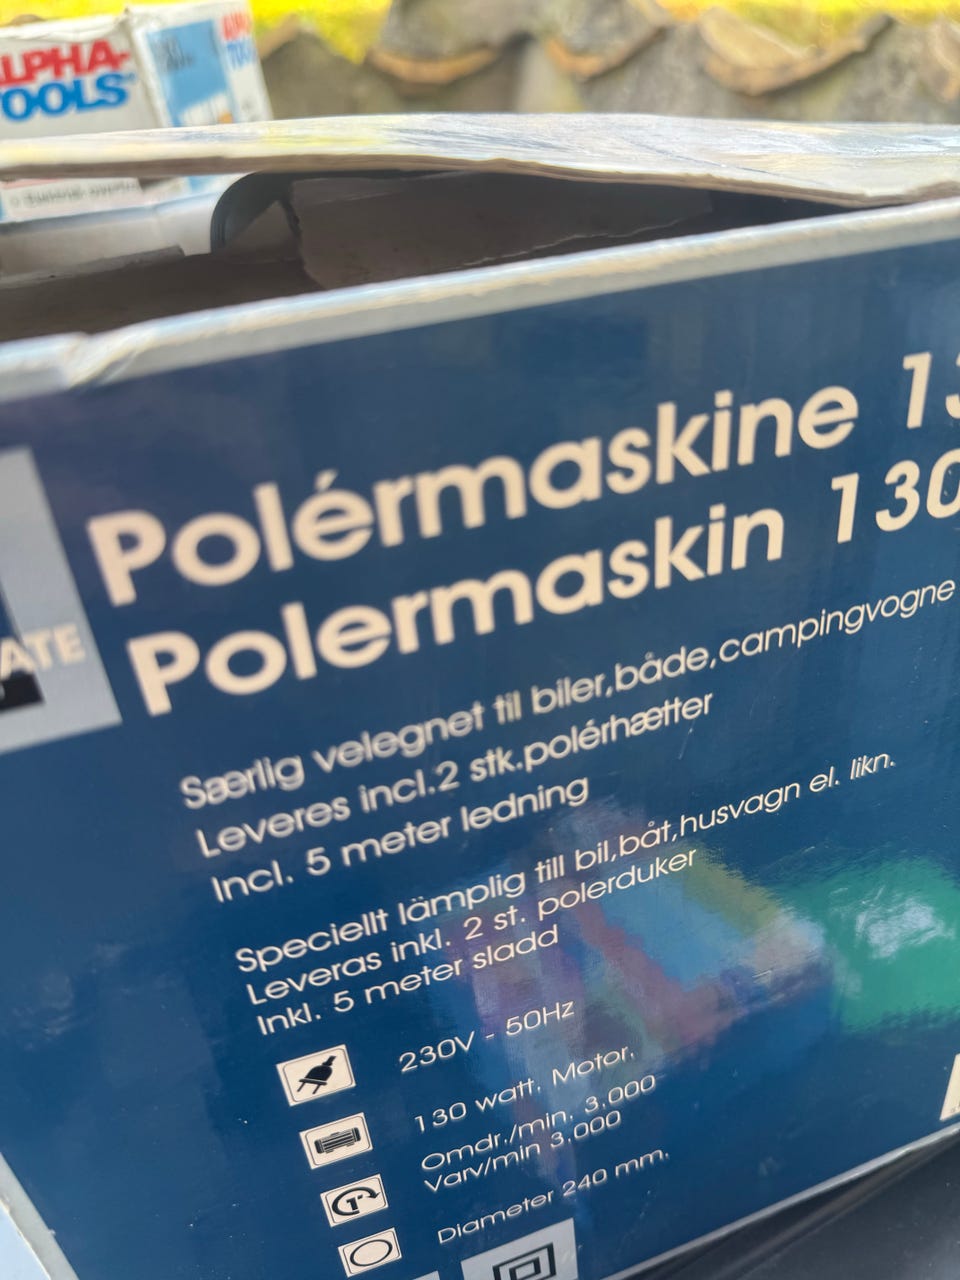 ALPHA-
TOOLS
Polérmaskine 13
Polermaskin 130
ATE
Særlig velegnet til biler,både,campingvogne
Leveres incl.2 stk.polérhætter
Incl. 5 meter ledning
Speciellt lämplig till bil,båt,husvagn el. likn.
Leveras inkl. 2 st. polerduker
Inkl. 5 meter sladd
230V - 50Hz
130 watt. Motor.
Omdr./min. 3.000
Varv/min 3.000
Diameter 240 mm.